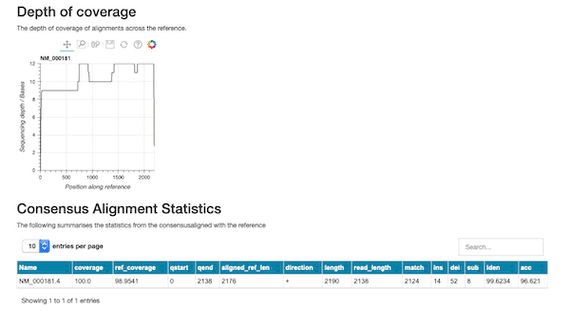 Depth of coverage
The depth of coverage of alignments across the reference.
NM_000181
12
10
8
6
4
2
0
Sequencing depth / Bases
0 500 1000 1500 2000
Position along reference
Consensus Alignment Statistics
The following summarises the statistics from the consensusaligned with the reference
10 entries per page
Search...
Name coverage ref_coverage qstart qend aligned_ref_len direction length read_length match ins del sub iden acc
NM_000181.4 100.0 98.9541 0 2138 2176 + 2190 2138 2124 14 52 8 99.6234 96.621
Showing 1 to 1 of 1 entries